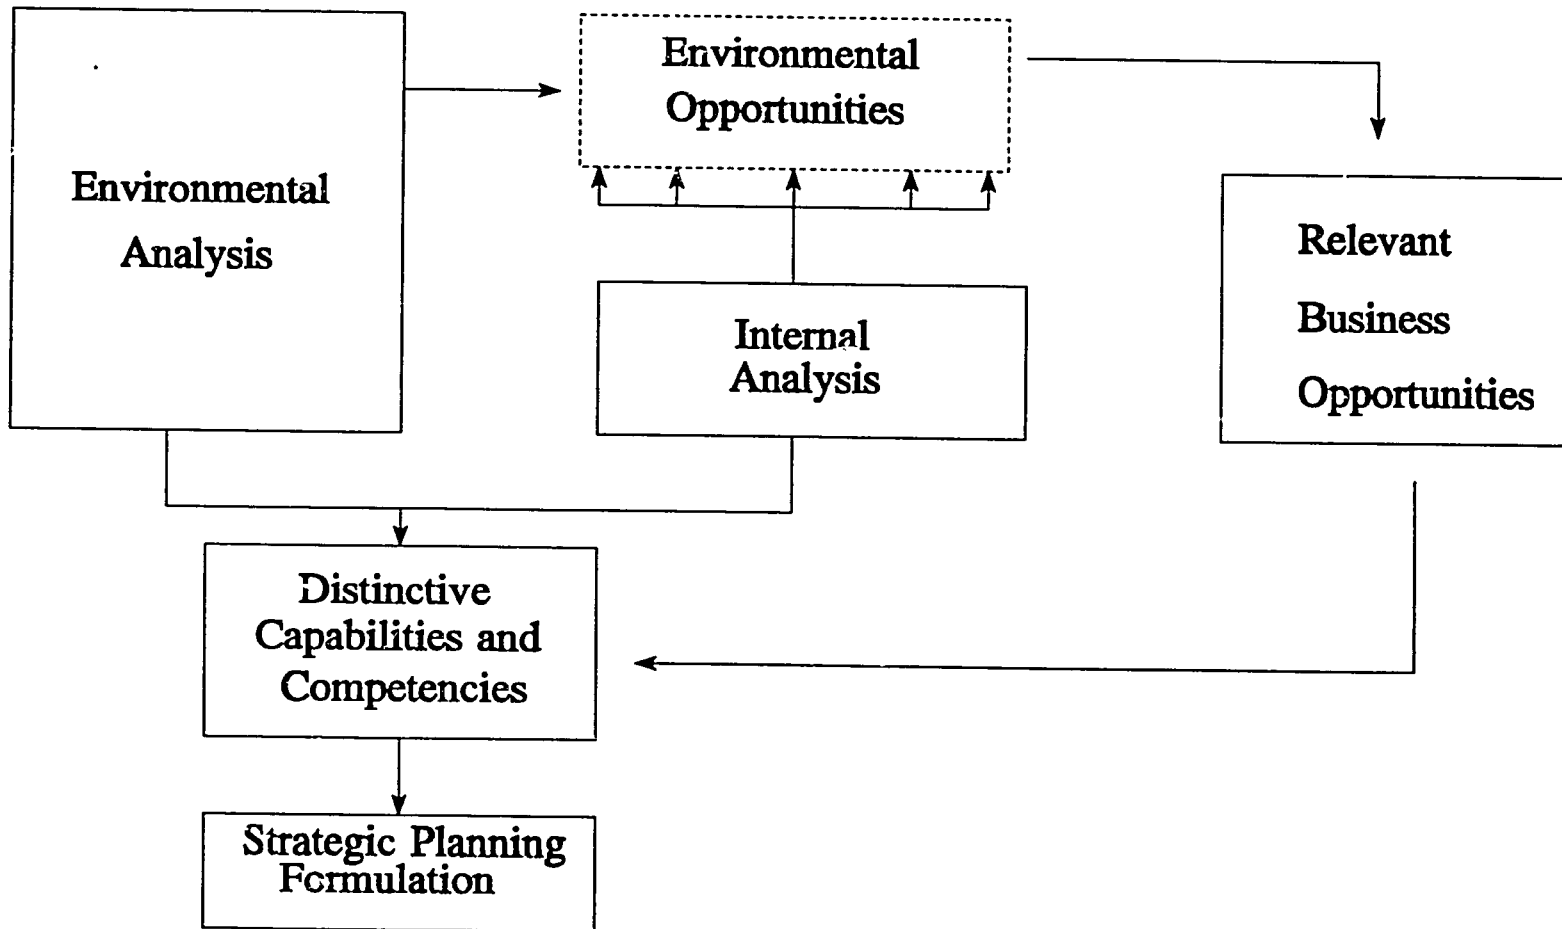 Environmental
Opportunities
Environmental
Analysis
Relevant
Business
Opportunities
Internal
Analysis
Distinctive
Capabilities and
Competencies
Strategic Planning
Formulation